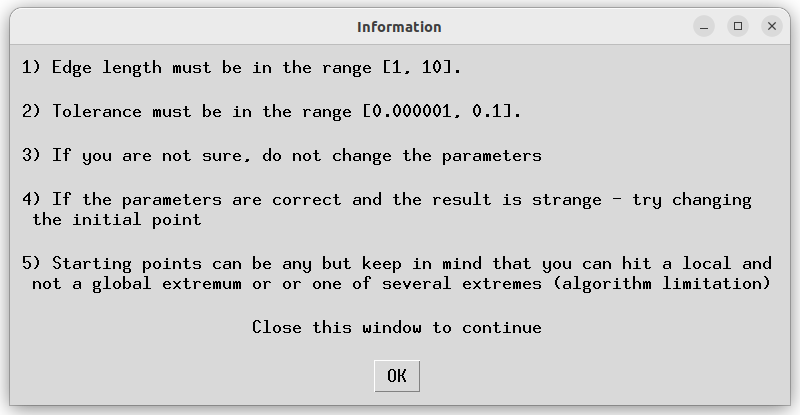 Information
1) Edge length must be in the range [1, 10].
2) Tolerance must be in the range [0.000001, 0.1].
3) If you are not sure, do not change the parameters
4) If the parameters are correct and the result is strange - try changing
the initial point
5) Starting points can be any but keep in mind that you can hit a local and
not a global extremum or or one of several extremes (algorithm limitation)
Close this window to continue
OK